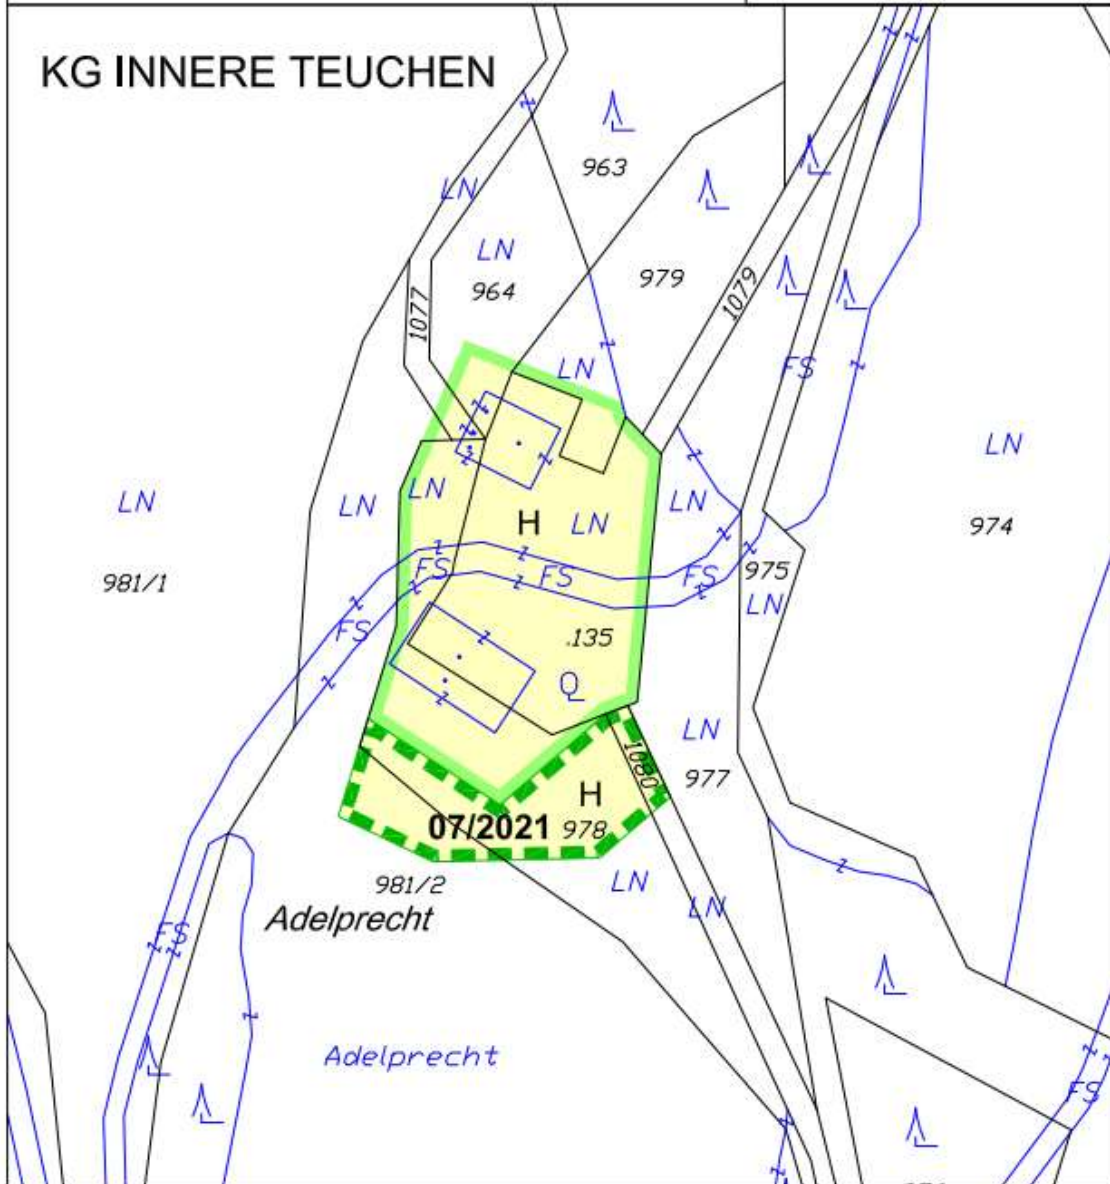 KG INNERE TEUCHEN
963
LN
LN
964
979
1079
1077
LN
FS
LN
LN
LN
LN
H
LN
LN
974
981/1
FS
FS
FS
975
LN
FS
.135
Q
LN
1080
977
H
07/2021
978
981/2
LN
LN
Adelprecht
FS
Adelprecht
FS